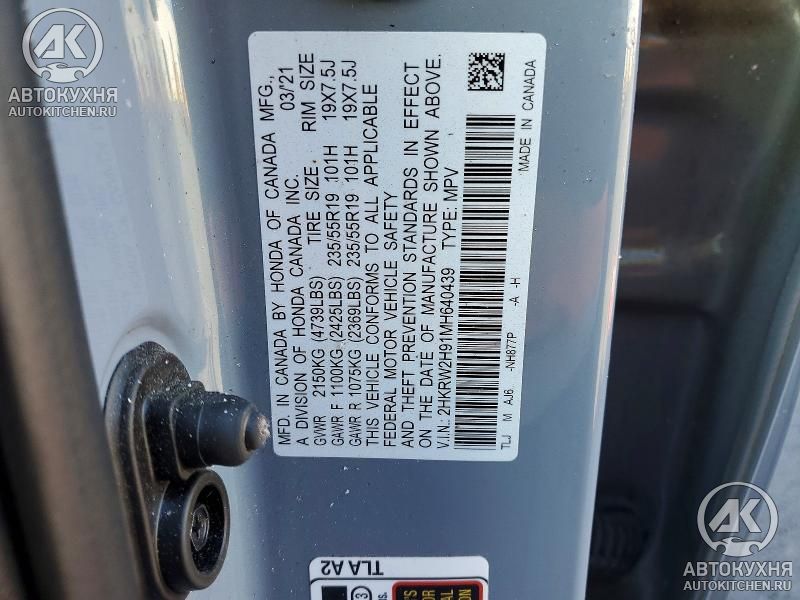 AK
АВТОКУХНЯ
AUTOKITCHEN.RU
MFD. IN CANADA BY HONDA OF CANADA MFG.,
A DIVISION OF HONDA CANADA INC. 03/21
GVWR 2150KG (4739LBS) TIRE SIZE RIM SIZE
GAWR F 1100KG (2425LBS) 235/55R19 101H 19X7.5J
GAWR R 1075KG (2369LBS) 235/55R19 101H 19X7.5J
THIS VEHICLE CONFORMS TO ALL APPLICABLE
FEDERAL MOTOR VEHICLE SAFETY
AND THEFT PREVENTION STANDARDS IN EFFECT
ON THE DATE OF MANUFACTURE SHOWN ABOVE.
V.I.N.: 2HKRW2H91MH640439 TYPE: MPV
TLJ M AJ6 -NH877P -A -H MADE IN CANADA
TLA A2
AK
АВТОКУХНЯ
AUTOKITCHEN.RU